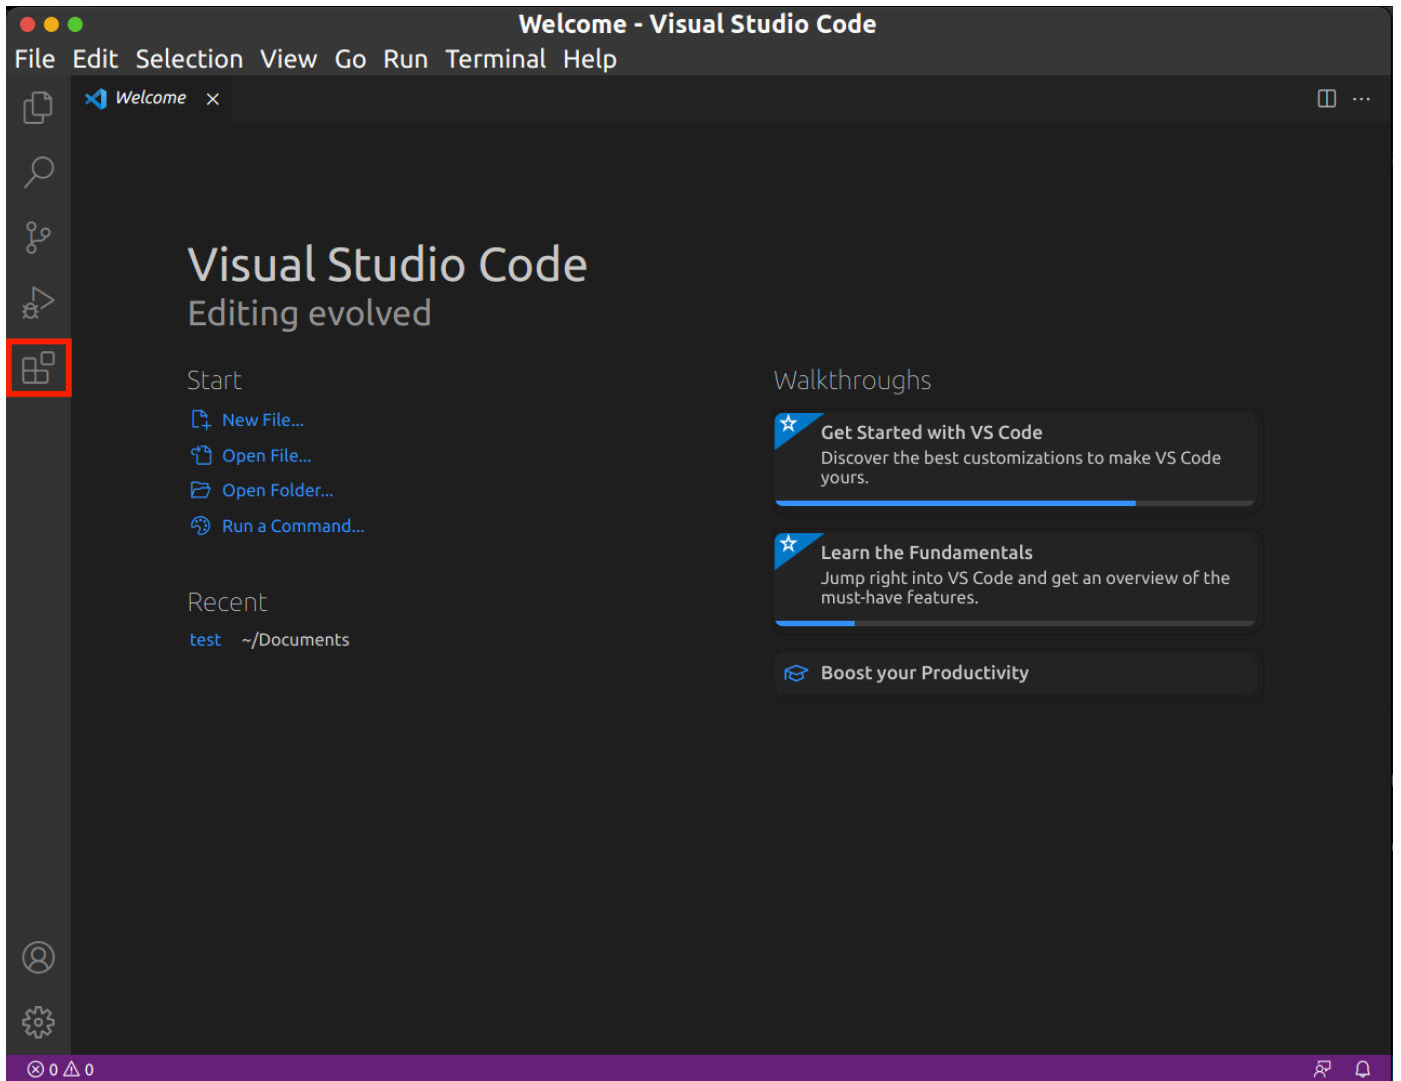 Welcome - Visual Studio Code
File Edit Selection View Go Run Terminal Help
Welcome
Visual Studio Code
Editing evolved
Start
New File...
Open File...
Open Folder...
Run a Command...
Recent
test ~/Documents
Walkthroughs
Get Started with VS Code
Discover the best customizations to make VS Code
yours.
Learn the Fundamentals
Jump right into VS Code and get an overview of the
must-have features.
Boost your Productivity
0 0